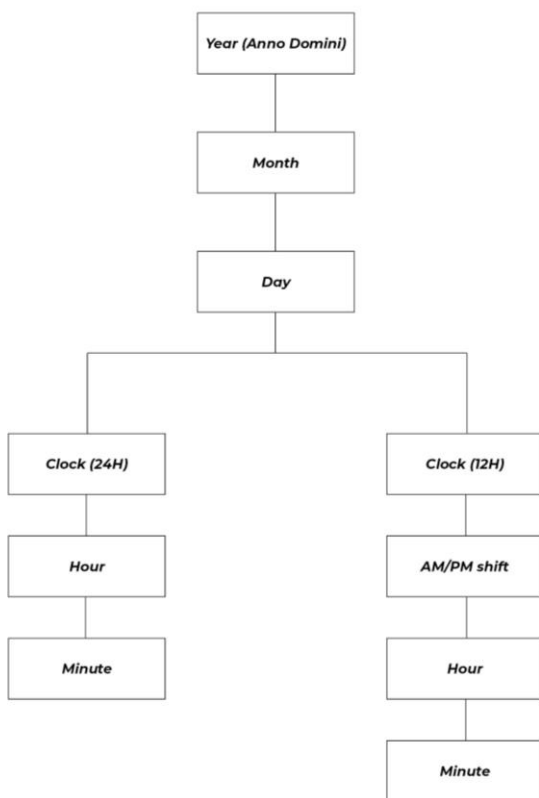 Year (Anno Domini)
Month
Day
Clock (24H)
Hour
Minute
Clock (12H)
AM/PM shift
Hour
Minute